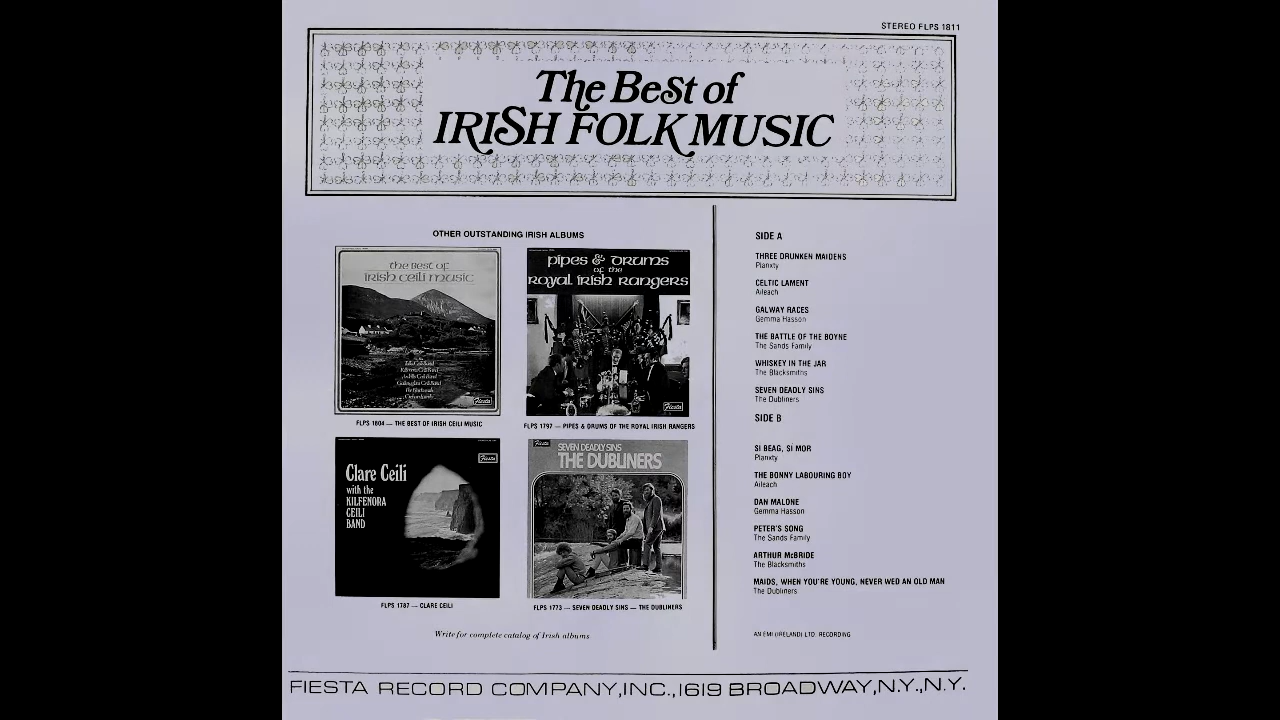 STEREO FLPS 1811
The Best of
IRISH FOLK MUSIC
OTHER OUTSTANDING IRISH ALBUMS
the Best of
irish ceili music
Fiesta
FLPS 1804 — THE BEST OF IRISH CEILI MUSIC
pipes & drums
of the
royal irish rangers
Fiesta
FLPS 1797 — PIPES & DRUMS OF THE ROYAL IRISH RANGERS
Fiesta
Clare Ceili
with the
KILFENORA
CEILI
BAND
FLPS 1787 — CLARE CEILI
Fiesta
SEVEN DEADLY SINS
THE DUBLINERS
FLPS 1773 — SEVEN DEADLY SINS — THE DUBLINERS
Write for complete catalog of Irish albums
SIDE A
THREE DRUNKEN MAIDENS
Planxty
CELTIC LAMENT
Aileach
GALWAY RACES
Gemma Hasson
THE BATTLE OF THE BOYNE
The Sands Family
WHISKEY IN THE JAR
The Blacksmiths
SEVEN DEADLY SINS
The Dubliners
SIDE B
SI BEAG, SI MOR
Planxty
THE BONNY LABOURING BOY
Aileach
DAN MALONE
Gemma Hasson
PETER'S SONG
The Sands Family
ARTHUR McBRIDE
The Blacksmiths
MAIDS, WHEN YOU'RE YOUNG, NEVER WED AN OLD MAN
The Dubliners
AN EMI (IRELAND) LTD. RECORDING
FIESTA RECORD COMPANY, INC., 1619 BROADWAY, N.Y., N.Y.